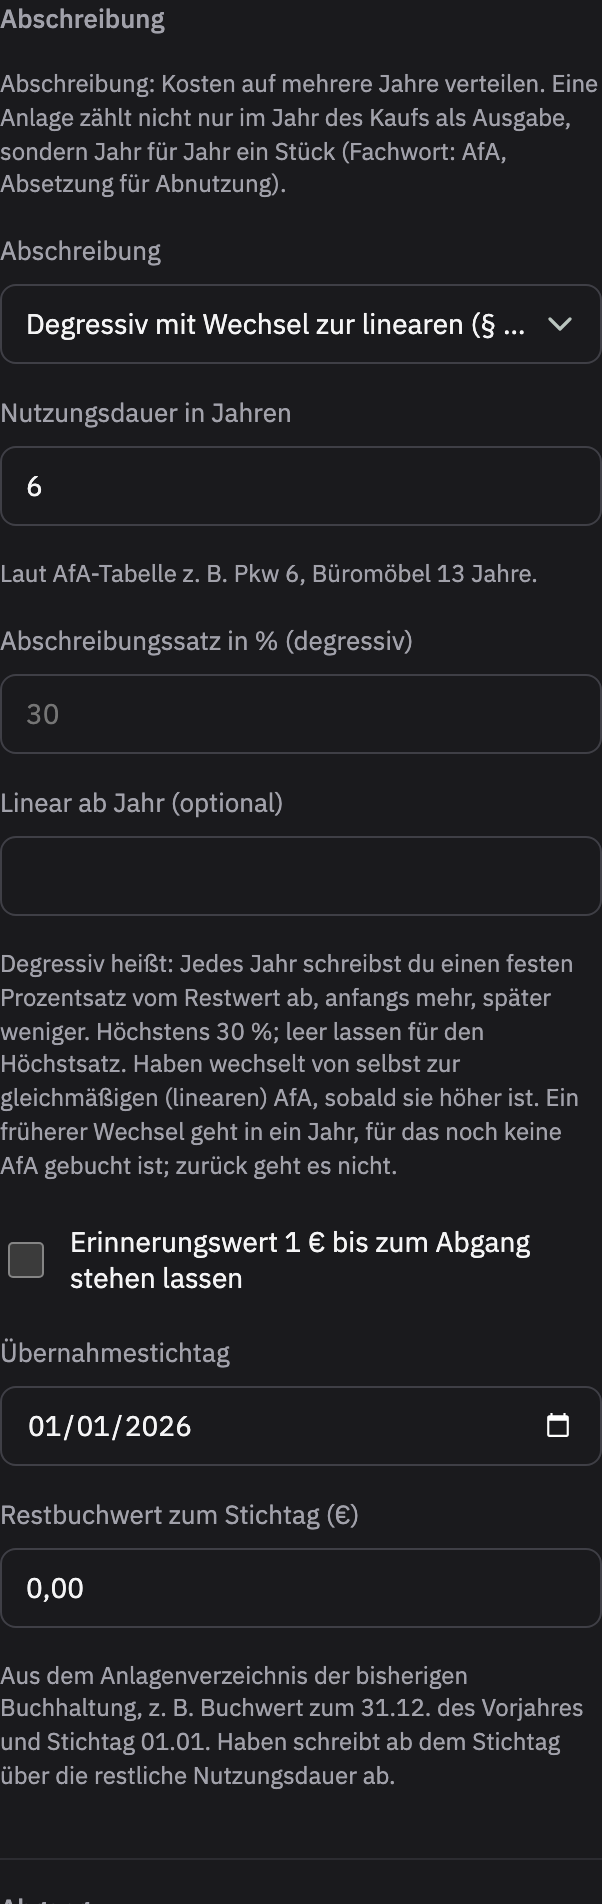 Abschreibung
Abschreibung: Kosten auf mehrere Jahre verteilen. Eine
Anlage zählt nicht nur im Jahr des Kaufs als Ausgabe,
sondern Jahr für Jahr ein Stück (Fachwort: AfA,
Absetzung für Abnutzung).
Abschreibung
Degressiv mit Wechsel zur linearen (§ ...
Nutzungsdauer in Jahren
6
Laut AfA-Tabelle z. B. Pkw 6, Büromöbel 13 Jahre.
Abschreibungssatz in % (degressiv)
30
Linear ab Jahr (optional)
Degressiv heißt: Jedes Jahr schreibst du einen festen
Prozentsatz vom Restwert ab, anfangs mehr, später
weniger. Höchstens 30 %; leer lassen für den
Höchstsatz. Haben wechselt von selbst zur
gleichmäßigen (linearen) AfA, sobald sie höher ist. Ein
früherer Wechsel geht in ein Jahr, für das noch keine
AfA gebucht ist; zurück geht es nicht.
Erinnerungswert 1 € bis zum Abgang
stehen lassen
Übernahmestichtag
01/01/2026
Restbuchwert zum Stichtag (€)
0,00
Aus dem Anlagenverzeichnis der bisherigen
Buchhaltung, z. B. Buchwert zum 31.12. des Vorjahres
und Stichtag 01.01. Haben schreibt ab dem Stichtag
über die restliche Nutzungsdauer ab.